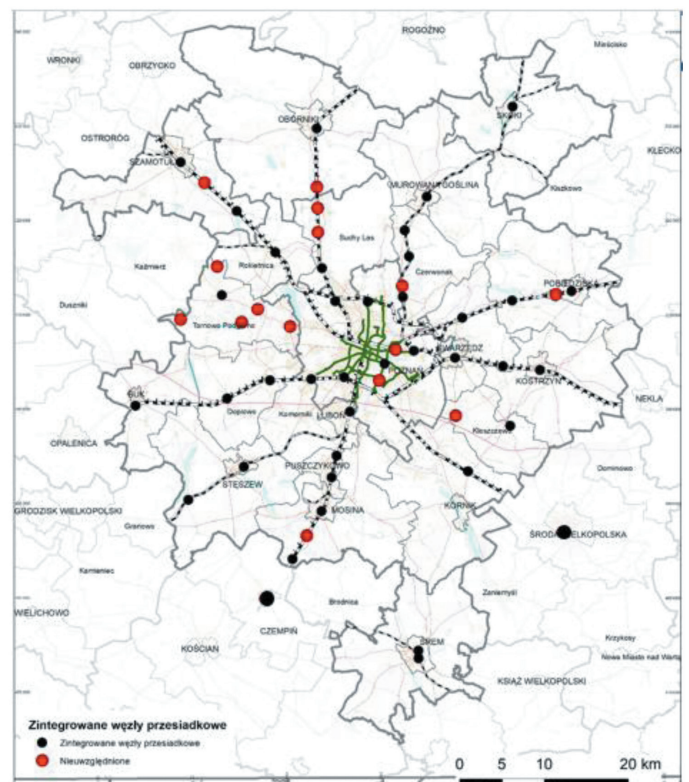 ROGOŹNO
Mieścisko
WRONKI
OBRZYCKO
SKOKI
OBORNIKI
OSTRORÓG
KŁECKO
SZAMOTUŁY
MUROWANA GOŚLINA
Kiszkowo
Suchy Las
Kaźmierz
Rokietnica
Czerwonak
POBIEDZISKA
Duszniki
Tarnowo Podgórne
SWARZĘDZ
POZNAŃ
KOSTRZYN
BUK
NEKLA
Dopiewo
Komorniki
LUBOŃ
Kleszczewo
OPALENICA
PUSZCZYKOWO
Dominowo
STĘSZEW
GRODZISK WIELKOPOLSKI
MOSINA
KÓRNIK
Granowo
ŚRODA WIELKOPOLSKA
Kamieniec
Zaniemyśl
WIELICHOWO
Brodnica
CZEMPIŃ
Krzykosy
KOŚCIAN
ŚREM
Nowe Miasto nad Wartą
KSIĄŻ WIELKOPOLSKI
Zintegrowane węzły przesiadkowe
Zintegrowane węzły przesiadkowe
Nieuwzględnione
0 5 10 20 km